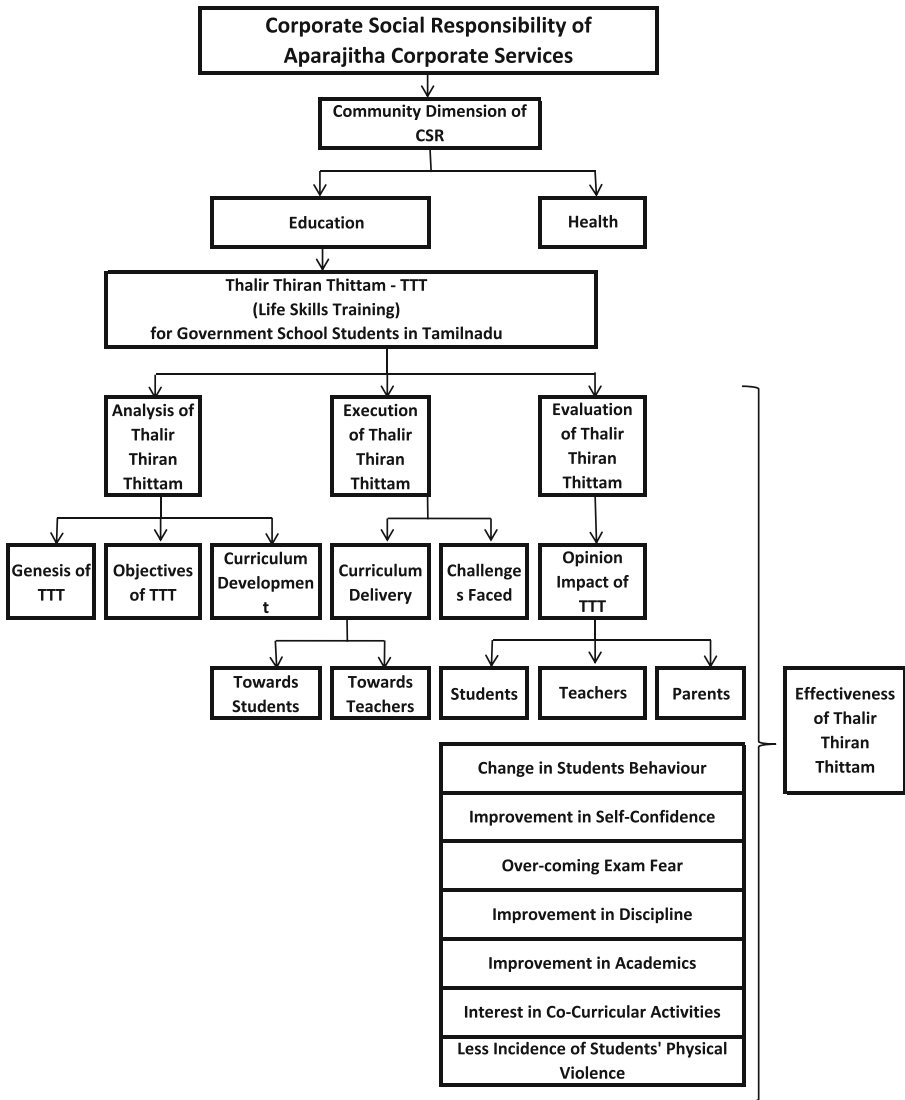 Corporate Social Responsibility of
Aparajitha Corporate Services
Community Dimension of
CSR
Education
Health
Thalir Thiran Thittam - TTT
(Life Skills Training)
for Government School Students in Tamilnadu
Analysis of
Thalir
Thiran
Thittam
Execution
of Thalir
Thiran
Thittam
Evaluation
of Thalir
Thiran
Thittam
Genesis of
TTT
Objectives
of TTT
Curriculum
Developmen
t
Curriculum
Delivery
Challenge
s Faced
Opinion
Impact of
TTT
Towards
Students
Towards
Teachers
Students
Teachers
Parents
Effectiveness
of Thalir
Thiran
Thittam
Change in Students Behaviour
Improvement in Self-Confidence
Over-coming Exam Fear
Improvement in Discipline
Improvement in Academics
Interest in Co-Curricular Activities
Less Incidence of Students' Physical
Violence